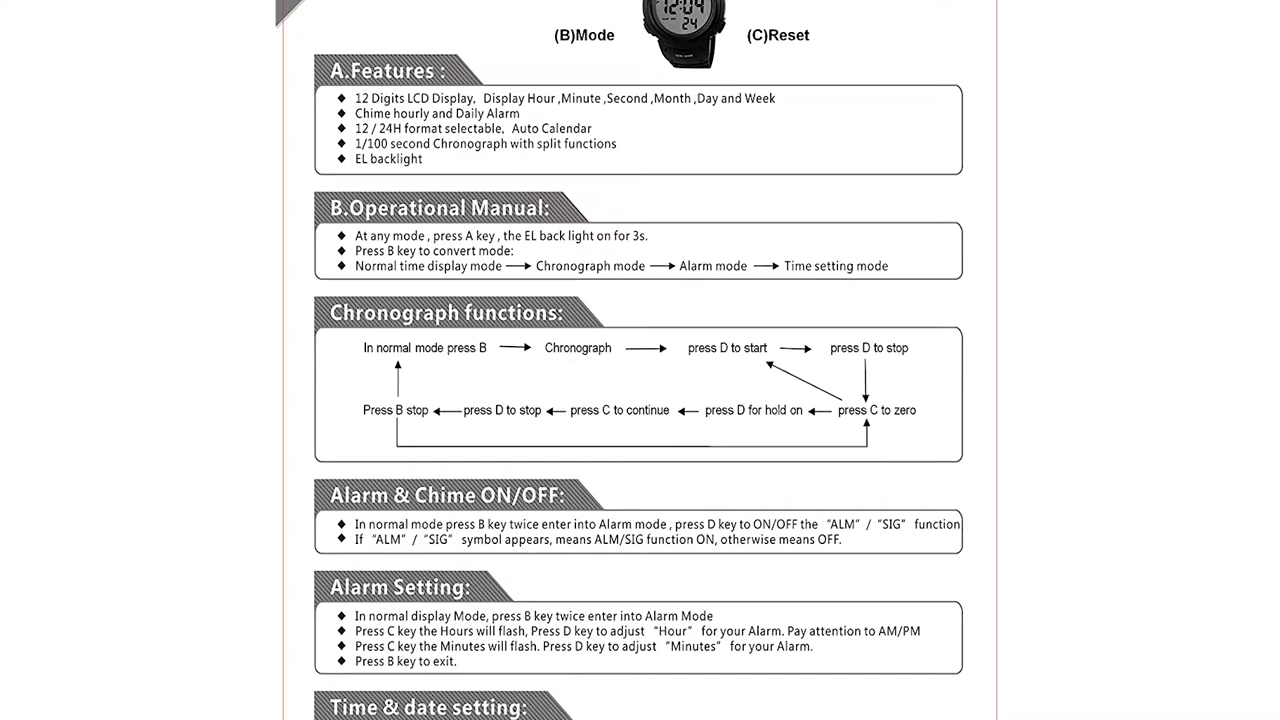 12:04
24
(B)Mode
(C)Reset
A.Features :
◆ 12 Digits LCD Display, Display Hour ,Minute ,Second ,Month ,Day and Week
◆ Chime hourly and Daily Alarm
◆ 12 / 24H format selectable, Auto Calendar
◆ 1/100 second Chronograph with split functions
◆ EL backlight
B.Operational Manual:
◆ At any mode , press A key , the EL back light on for 3s.
◆ Press B key to convert mode:
◆ Normal time display mode → Chronograph mode → Alarm mode → Time setting mode
Chronograph functions:
In normal mode press B → Chronograph → press D to start → press D to stop
Press B stop ← press D to stop ← press C to continue ← press D for hold on ← press C to zero
Alarm & Chime ON/OFF:
◆ In normal mode press B key twice enter into Alarm mode , press D key to ON/OFF the “ALM” / “SIG” function
◆ If “ALM” / “SIG” symbol appears, means ALM/SIG function ON, otherwise means OFF.
Alarm Setting:
◆ In normal display Mode, press B key twice enter into Alarm Mode
◆ Press C key the Hours will flash, Press D key to adjust “Hour” for your Alarm. Pay attention to AM/PM
◆ Press C key the Minutes will flash. Press D key to adjust “Minutes” for your Alarm.
◆ Press B key to exit.
Time & date setting: